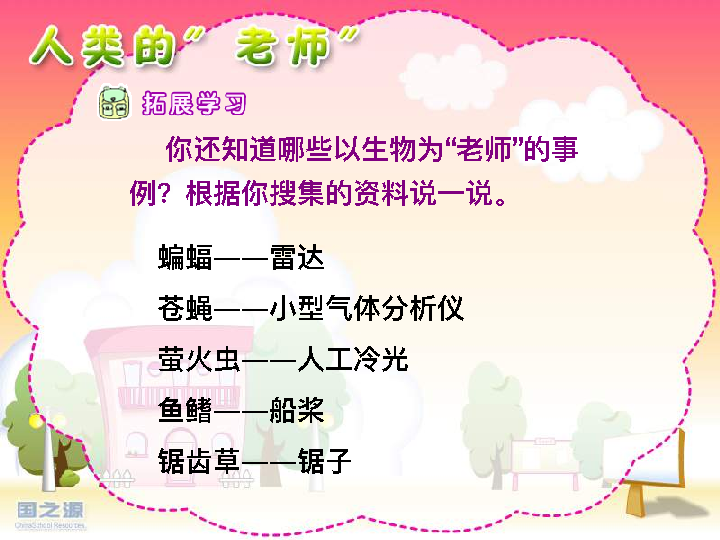 人类的”老师”
拓展学习
你还知道哪些以生物为“老师”的事
例？根据你搜集的资料说一说。
蝙蝠——雷达
苍蝇——小型气体分析仪
萤火虫——人工冷光
鱼鳍——船桨
锯齿草——锯子
国之源
ChinaSchool Resources